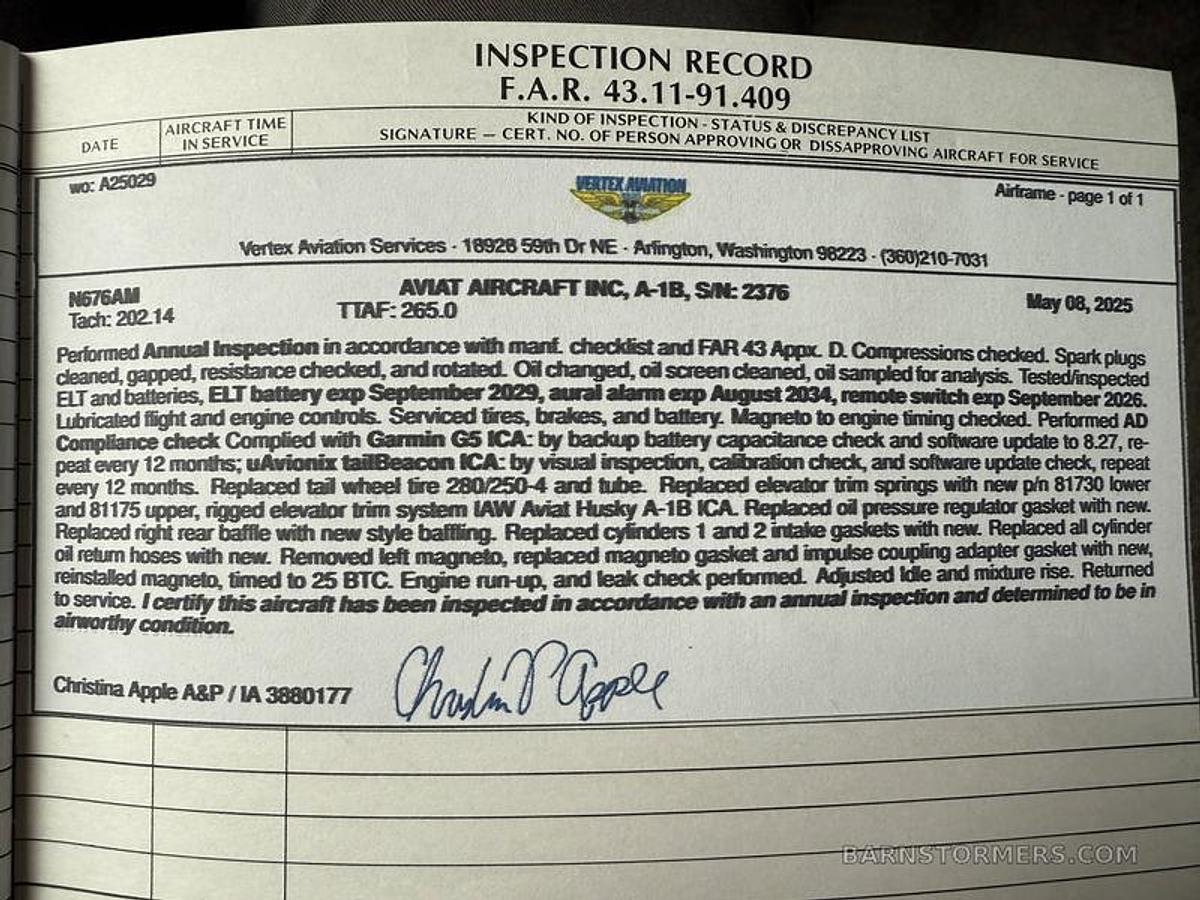 INSPECTION RECORD
F.A.R. 43.11-91.409
DATE
AIRCRAFT TIME
IN SERVICE
KIND OF INSPECTION - STATUS & DISCREPANCY LIST
SIGNATURE — CERT. NO. OF PERSON APPROVING OR DISSAPPROVING AIRCRAFT FOR SERVICE
wo: A25029
VERTEX AVIATION
Airframe - page 1 of 1
Vertex Aviation Services - 18928 59th Dr NE - Arlington, Washington 98223 - (360)210-7031
N676AM
AVIAT AIRCRAFT INC, A-1B, S/N: 2376
May 08, 2025
Tach: 202.14
TTAF: 265.0
Performed Annual Inspection in accordance with manf. checklist and FAR 43 Appx. D. Compressions checked. Spark plugs
cleaned, gapped, resistance checked, and rotated. Oil changed, oil screen cleaned, oil sampled for analysis. Tested/inspected
ELT and batteries, ELT battery exp September 2029, aural alarm exp August 2034, remote switch exp September 2026.
Lubricated flight and engine controls. Serviced tires, brakes, and battery. Magneto to engine timing checked. Performed AD
Compliance check Complied with Garmin G5 ICA: by backup battery capacitance check and software update to 8.27, re-
peat every 12 months; uAvionix tailBeacon ICA: by visual inspection, calibration check, and software update check, repeat
every 12 months. Replaced tail wheel tire 280/250-4 and tube. Replaced elevator trim springs with new p/n 81730 lower
and 81175 upper, rigged elevator trim system IAW Aviat Husky A-1B ICA. Replaced oil pressure regulator gasket with new.
Replaced right rear baffle with new style baffling. Replaced cylinders 1 and 2 intake gaskets with new. Replaced all cylinder
oil return hoses with new. Removed left magneto, replaced magneto gasket and impulse coupling adapter gasket with new,
reinstalled magneto, timed to 25 BTC. Engine run-up, and leak check performed. Adjusted Idle and mixture rise. Returned
to service. I certify this aircraft has been inspected in accordance with an annual inspection and determined to be in
airworthy condition.
Christina Apple A&P / IA 3880177
Christina P Apple
BARNSTORMERS.COM